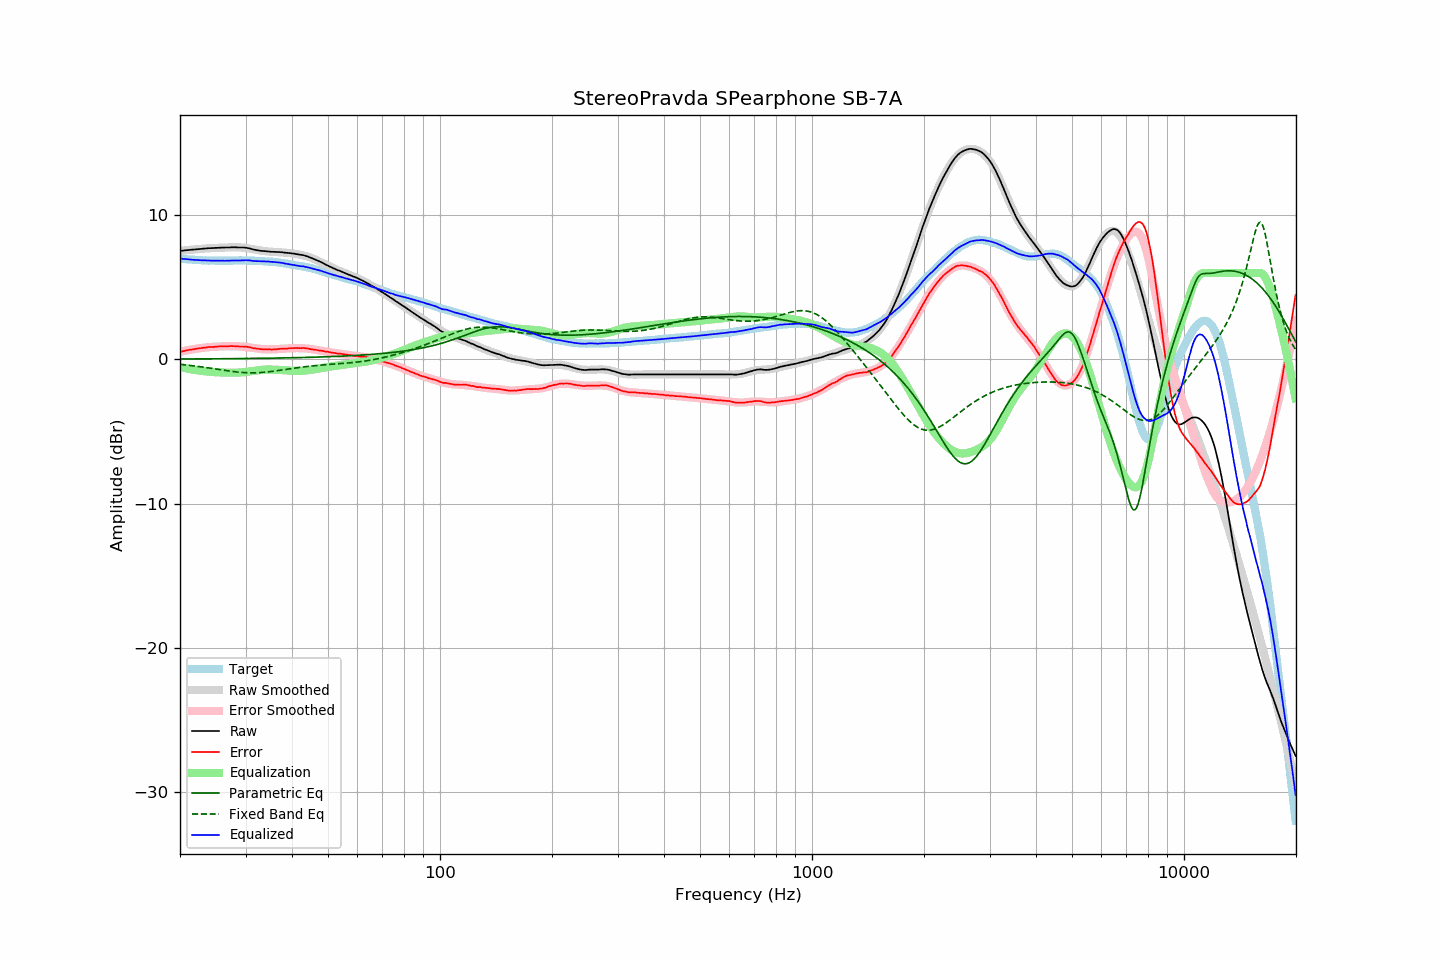 StereoPravda SPearphone SB-7A
10
0
−10
−20
−30
Amplitude (dBr)
Target
Raw Smoothed
Error Smoothed
Raw
Error
Equalization
Parametric Eq
Fixed Band Eq
Equalized
100
1000
10000
Frequency (Hz)